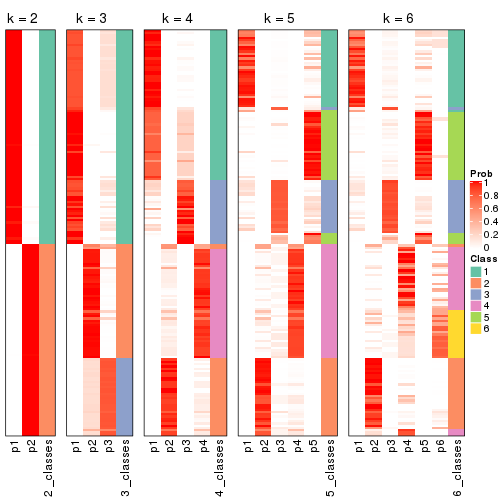 k = 2
k = 3
k = 4
k = 5
k = 6
Prob
1
0.8
0.6
0.4
0.2
0
Class
1
2
3
4
5
6
p1
p2
2_classes
p1
p2
p3
3_classes
p1
p2
p3
p4
4_classes
p1
p2
p3
p4
p5
5_classes
p1
p2
p3
p4
p5
p6
6_classes